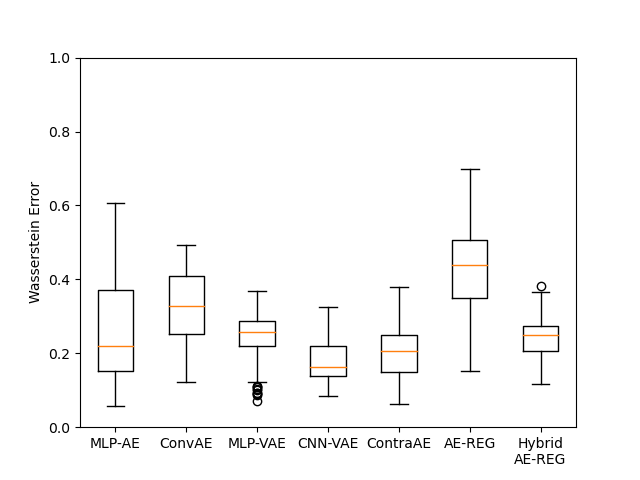 1.0
0.8
0.6
0.4
0.2
0.0
Wasserstein Error
MLP-AE ConvAE MLP-VAE CNN-VAE ContraAE AE-REG Hybrid
AE-REG